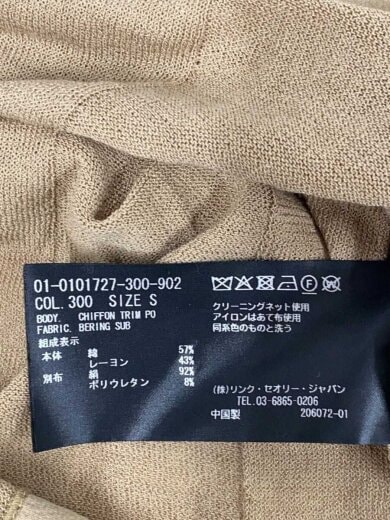 01-0101727-300-902
COL.300 SIZE S
BODY. CHIFFON TRIM PO
FABRIC. BERING SUB
組成表示
本体 綿 57%
レーヨン 43%
別布 絹 92%
ポリウレタン 8%
クリーニングネット使用
アイロンはあて布使用
同系色のものと洗う
(株)リンク・セオリー・ジャパン
TEL.03-6865-0206
中国製 206072-01